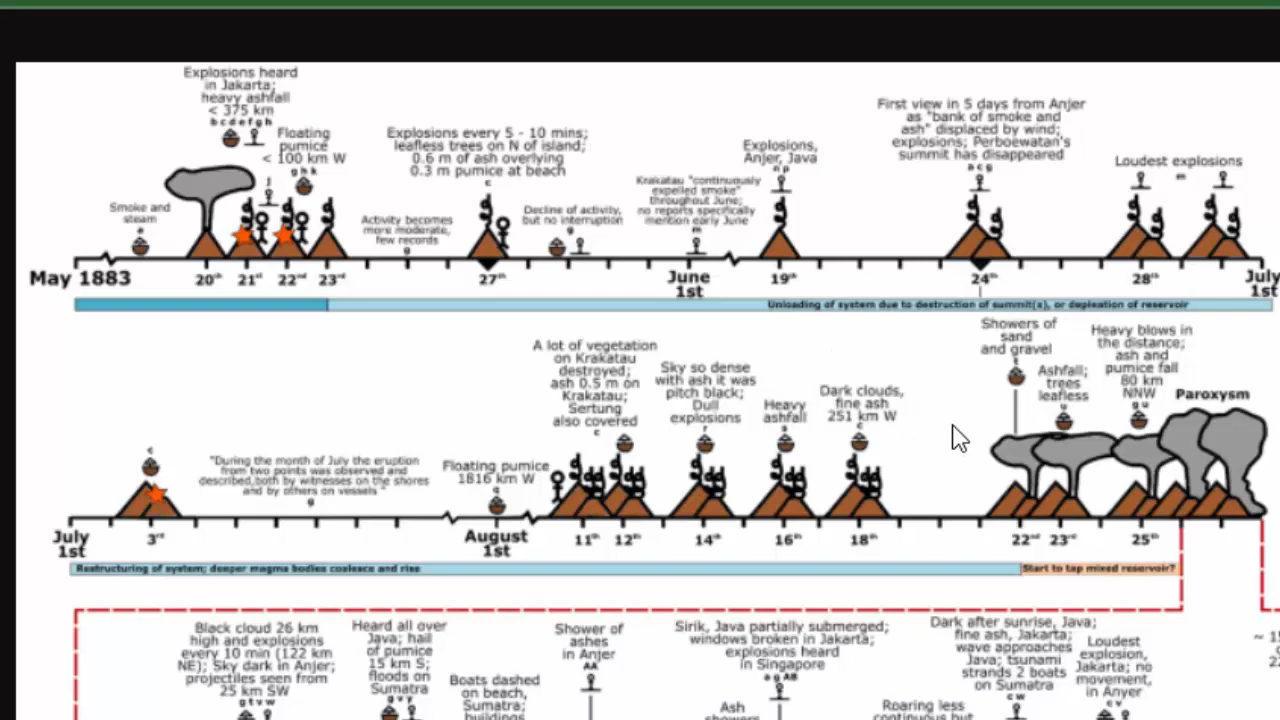 Explosions heard
in Jakarta;
heavy ashfall
< 375 km
b c d e f g h
Floating
pumice
< 100 km W
g h k
Smoke and
steam
a
j
Activity becomes
more moderate,
few records
g
Explosions every 5 - 10 mins;
leafless trees on N of island;
0.6 m of ash overlying
0.3 m pumice at beach
c
Decline of activity,
but no interruption
g
Krakatau "continuously
expelled smoke"
throughout June;
no reports specifically
mention early June
m
Explosions,
Anjer, Java
n p
First view in 5 days from Anjer
as "bank of smoke and
ash" displaced by wind;
explosions; Perboewatan's
summit has disappeared
a c g
Loudest explosions
m
May 1883
20th
21st
22nd
23rd
27th
June
1st
19th
24th
28th
July
1st
Unloading of system due to destruction of summit(s), or depleation of reservoir
c
"During the month of July the eruption
from two points was observed and
described,both by witnesses on the shores
and by others on vessels "
g
Floating pumice
1816 km W
q
A lot of vegetation
on Krakatau
destroyed;
ash 0.5 m on
Krakatau;
Sertung
also covered
c
Sky so dense
with ash it was
pitch black;
Dull
explosions
r
Heavy
ashfall
s
Dark clouds,
fine ash
251 km W
c
Showers of
sand
and gravel
t
Ashfall;
trees
leafless
u
Heavy blows in
the distance;
ash and
pumice fall
80 km
NNW
g u
Paroxysm
July
1st
3rd
August
1st
11th
12th
14th
16th
18th
22nd
23rd
25th
Restructuring of system; deeper magma bodies coalesce and rise
Start to tap mixed reservoir?
Black cloud 26 km
high and explosions
every 10 min (122 km
NE); Sky dark in Anjer;
projectiles seen from
25 km SW
g t v w
Heard all over
Java; hail
of pumice
15 km S;
floods on
Sumatra
g v y
Boats dashed
on beach,
Sumatra;
buildings
Shower of
ashes
in Anjer
AA
Sirik, Java partially submerged;
windows broken in Jakarta;
explosions heard
in Singapore
a g AB
Ash
showers
Dark after sunrise, Java;
fine ash, Jakarta;
wave approaches
Java; tsunami
strands 2 boats
on Sumatra
c w
Roaring less
continuous but
Loudest
explosion,
Jakarta; no
movement,
in Anyer
c v